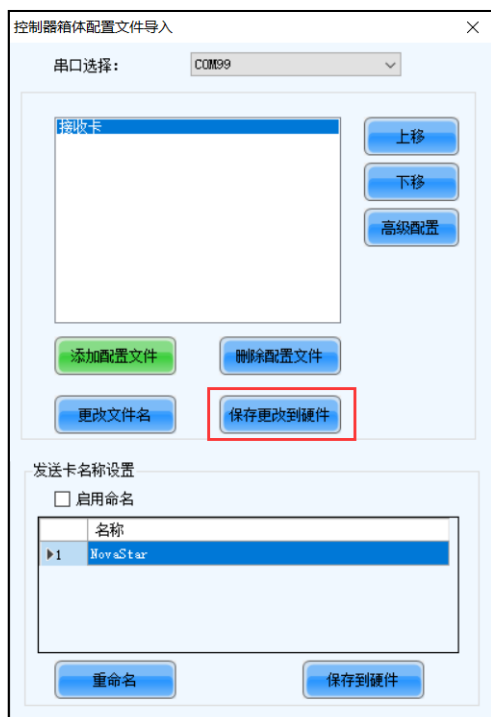 控制器箱体配置文件导入
串口选择: COM99
接收卡
上移
下移
高级配置
添加配置文件 删除配置文件
更改文件名 保存更改到硬件
发送卡名称设置
启用命名
名称
1 NovaStar
重命名 保存到硬件